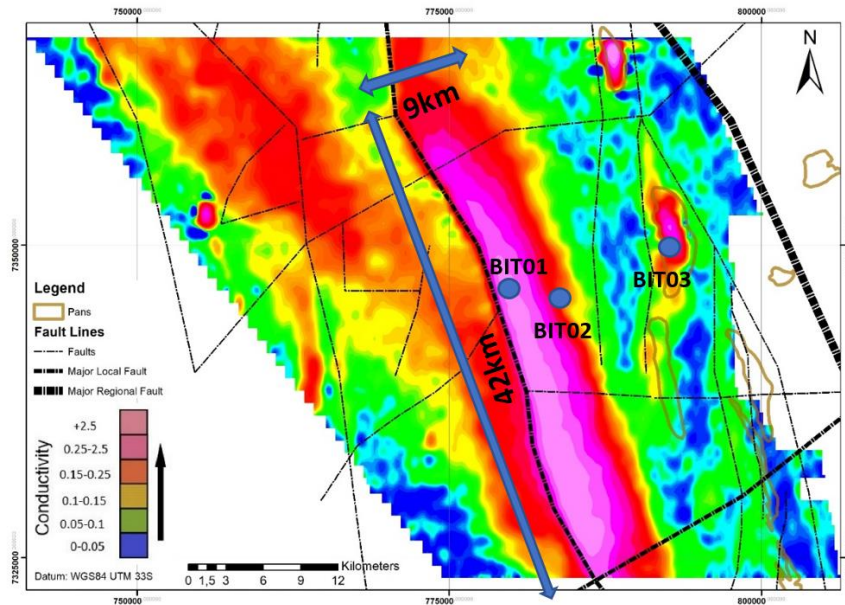 750000 775000 800000
N
9km
7350000 7350000
BIT01
BIT03
BIT02
42km
Legend
Pans
Fault Lines
Faults
Major Local Fault
Major Regional Fault
Conductivity
+2.5
0.25-2.5
0.15-0.25
0.1-0.15
0.05-0.1
0-0.05
Datum: WGS84 UTM 33S
Kilometers
0 1,5 3 6 9 12
7325000 7325000
750000 775000 800000